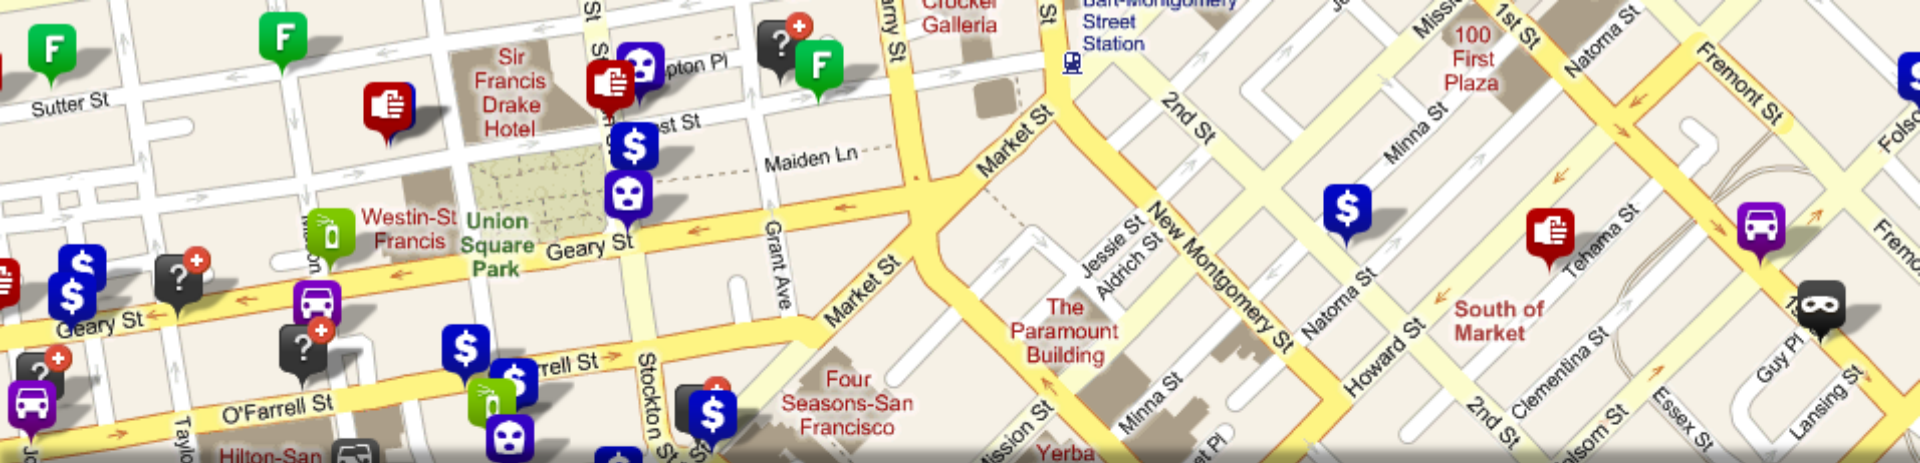 Galleria
Street
Station
1st St
Natoma St
100
First
Plaza
Fremont St
Sutter St
Sir
Francis
Drake
Hotel
Maiden Ln
Market St
2nd St
Minna St
Westin-St
Francis
Union
Square
Park
Geary St
Grant Ave
Jessie St
Aldrich St
New Montgomery St
Tehama St
Geary St
Market St
The
Paramount
Building
Natoma St
South of
Market
Howard St
Clementina St
Guy Pl
Lansing St
Essex St
O'Farrell St
Stockton St
Four
Seasons-San
Francisco
Minna St
Mission St
2nd St
Hilton-San
Yerba
F
F
F
?
?
?
?
$
$
$
$
$
$
$